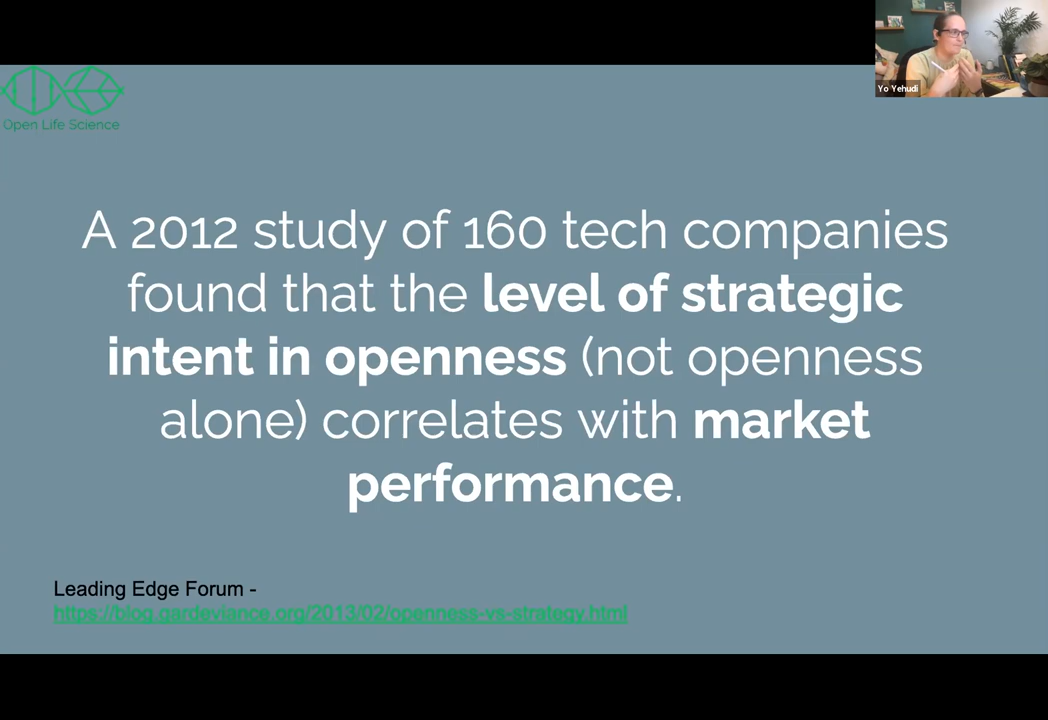 Yo Yehudi
Open Life Science
A 2012 study of 160 tech companies
found that the level of strategic
intent in openness (not openness
alone) correlates with market
performance.
Leading Edge Forum -
https://blog.gardeviance.org/2013/02/openness-vs-strategy.html